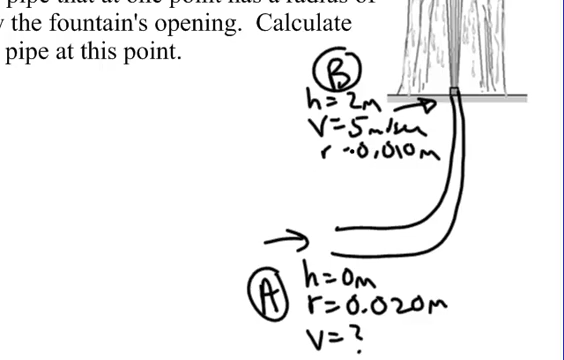 pipe that at one point has a radius of
the fountain's opening. Calculate
pipe at this point.
B
h=2m
v=5m/sec
r=0.010m
A
h=0m
r=0.020m
v=?